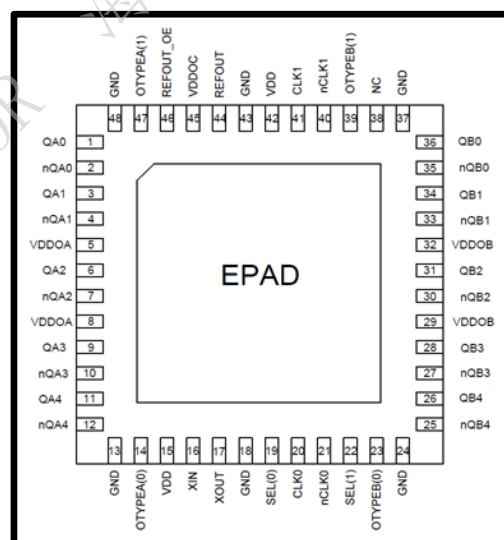 GND OTYPEA(1) REFOUT_OE VDDOC REFOUT GND VDD CLK1 nCLK1 OTYPEB(1) NC GND
48 47 46 45 44 43 42 41 40 39 38 37
QA0 1 36 QB0
nQA0 2 35 nQB0
QA1 3 34 QB1
nQA1 4 33 nQB1
VDDOA 5 32 VDDOB
QA2 6 31 QB2
EPAD
nQA2 7 30 nQB2
VDDOA 8 29 VDDOB
QA3 9 28 QB3
nQA3 10 27 nQB3
QA4 11 26 QB4
nQA4 12 25 nQB4
13 14 15 16 17 18 19 20 21 22 23 24
GND OTYPEA(0) VDD XIN XOUT GND SEL(0) CLK0 nCLK0 SEL(1) OTYPEB(0) GND